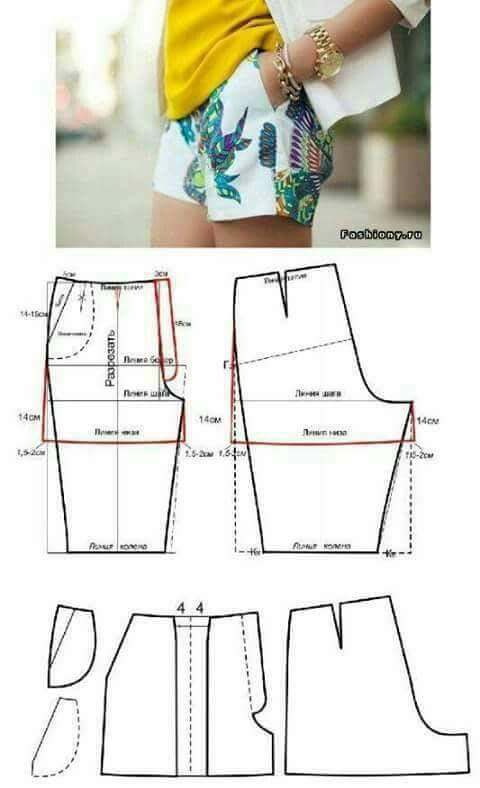 Fashiony.ru
5см
3см
Линия талии
14-15см
18см
Разрезать
Линия бедер
Линия шага
14см
14см
Линия низа
1,5-2см
1,5-2см
Линия колена
Линия талии
Г
Линия шага
14см
Линия низа
1,5-2см
1,5-2см
Линия колена
4 4